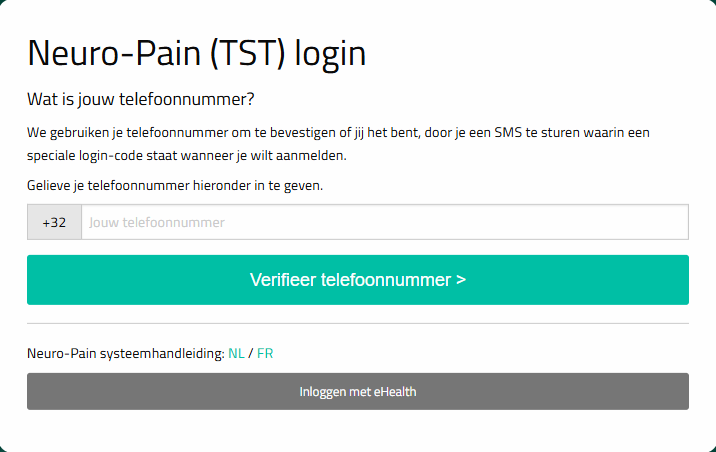 Neuro-Pain (TST) login
Wat is jouw telefoonnummer?
We gebruiken je telefoonnummer om te bevestigen of jij het bent, door je een SMS te sturen waarin een
speciale login-code staat wanneer je wilt aanmelden.
Gelieve je telefoonnummer hieronder in te geven.
+32 Jouw telefoonnummer
Verifieer telefoonnummer >
Neuro-Pain systeemhandleiding: NL / FR
Inloggen met eHealth